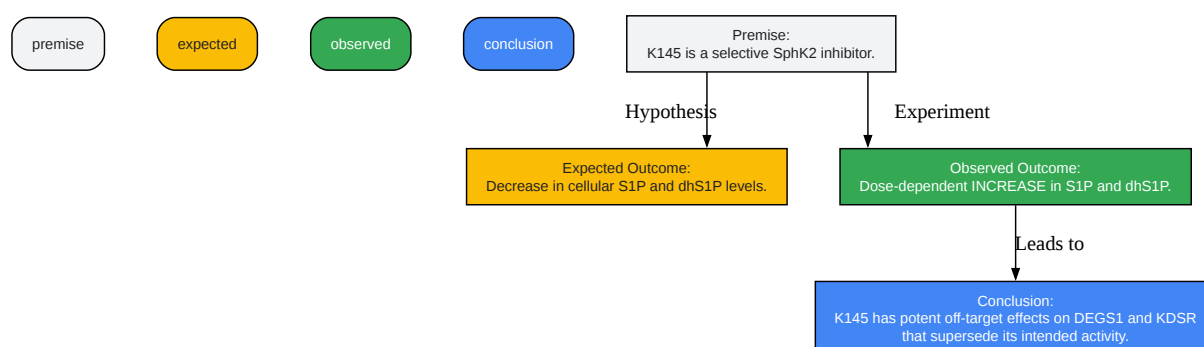 premise
expected
observed
conclusion
Premise:
K145 is a selective SphK2 inhibitor.
Hypothesis
Experiment
Expected Outcome:
Decrease in cellular S1P and dhS1P levels.
Observed Outcome:
Dose-dependent INCREASE in S1P and dhS1P.
Leads to
Conclusion:
K145 has potent off-target effects on DEGS1 and KDSR
that supersede its intended activity.